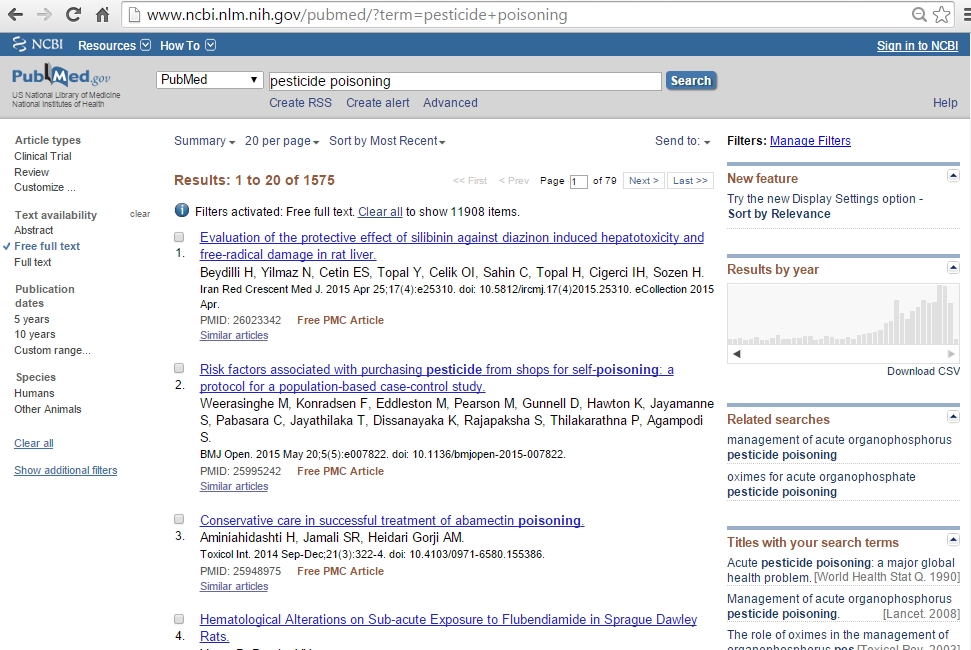 www.ncbi.nlm.nih.gov/pubmed/?term=pesticide+poisoning
NCBI Resources How To Sign in to NCBI
PubMed.gov
US National Library of Medicine
National Institutes of Health
PubMed
pesticide poisoning
Search
Create RSS Create alert Advanced
Help
Article types
Clinical Trial
Review
Customize ...
Text availability clear
Abstract
Free full text
Full text
Publication
dates
5 years
10 years
Custom range...
Species
Humans
Other Animals
Clear all
Show additional filters
Summary 20 per page Sort by Most Recent Send to:
Results: 1 to 20 of 1575
<< First < Prev Page 1 of 79 Next > Last >>
Filters activated: Free full text. Clear all to show 11908 items.
Evaluation of the protective effect of silibinin against diazinon induced hepatotoxicity and
1. free-radical damage in rat liver.
Beydilli H, Yilmaz N, Cetin ES, Topal Y, Celik OI, Sahin C, Topal H, Cigerci IH, Sozen H.
Iran Red Crescent Med J. 2015 Apr 25;17(4):e25310. doi: 10.5812/ircmj.17(4)2015.25310. eCollection 2015
Apr.
PMID: 26023342 Free PMC Article
Similar articles
Risk factors associated with purchasing pesticide from shops for self-poisoning: a
2. protocol for a population-based case-control study.
Weerasinghe M, Konradsen F, Eddleston M, Pearson M, Gunnell D, Hawton K, Jayamanne
S, Pabasara C, Jayathilaka T, Dissanayaka K, Rajapaksha S, Thilakarathna P, Agampodi
S.
BMJ Open. 2015 May 20;5(5):e007822. doi: 10.1136/bmjopen-2015-007822.
PMID: 25995242 Free PMC Article
Similar articles
Conservative care in successful treatment of abamectin poisoning.
3. Aminiahidashti H, Jamali SR, Heidari Gorji AM.
Toxicol Int. 2014 Sep-Dec;21(3):322-4. doi: 10.4103/0971-6580.155386.
PMID: 25948975 Free PMC Article
Similar articles
Hematological Alterations on Sub-acute Exposure to Flubendiamide in Sprague Dawley
4. Rats.
Filters: Manage Filters
New feature
Try the new Display Settings option -
Sort by Relevance
Results by year
Download CSV
Related searches
management of acute organophosphorus
pesticide poisoning
oximes for acute organophosphate
pesticide poisoning
Titles with your search terms
Acute pesticide poisoning: a major global
health problem. [World Health Stat Q. 1990]
Management of acute organophosphorus
pesticide poisoning. [Lancet. 2008]
The role of oximes in the management of
organophosphorus pes [Toxicol Rev. 2003]